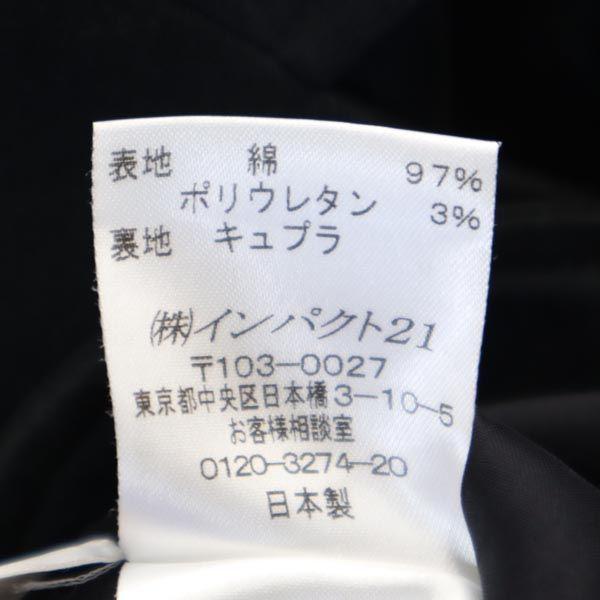 表地 綿 97%
ポリウレタン 3%
裏地 キュプラ
㈱インパクト21
〒103-0027
東京都中央区日本橋3-10-5
お客様相談室
0120-3274-20
日本製